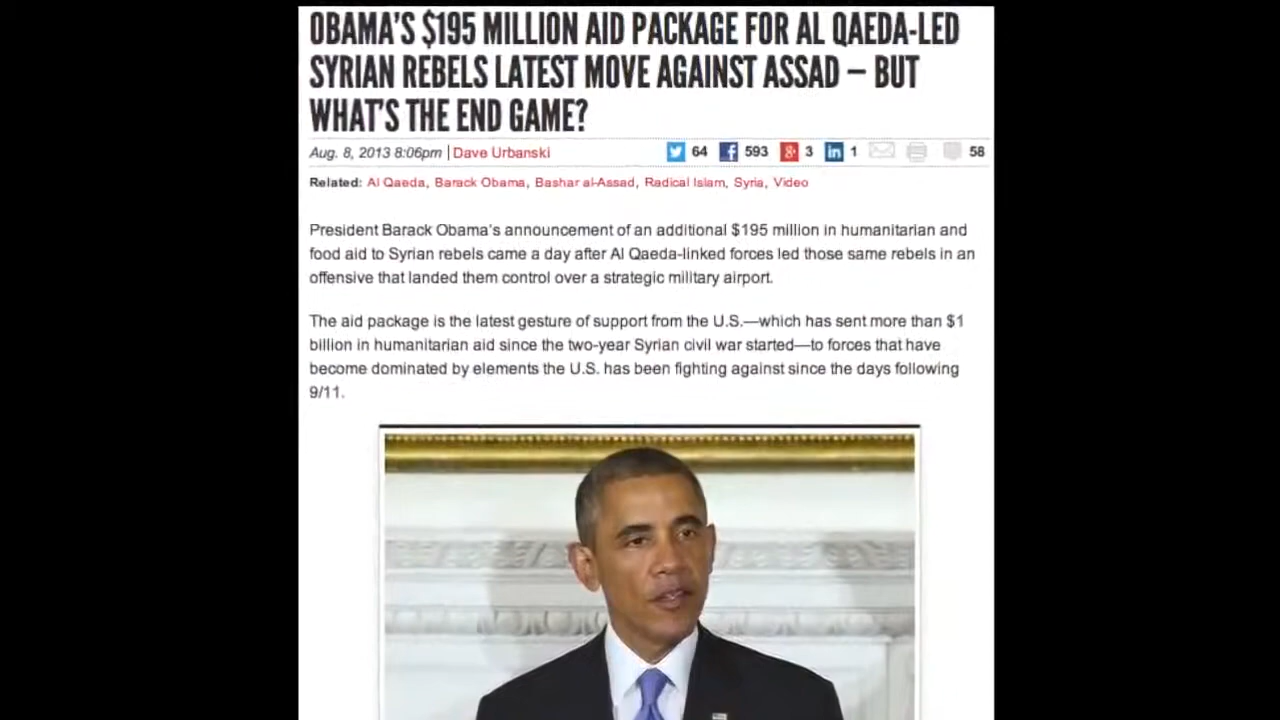 OBAMA'S $195 MILLION AID PACKAGE FOR AL QAEDA-LED
SYRIAN REBELS LATEST MOVE AGAINST ASSAD – BUT
WHAT'S THE END GAME?
Aug. 8, 2013 8:06pm | Dave Urbanski 64 593 3 1 58
Related: Al Qaeda, Barack Obama, Bashar al-Assad, Radical Islam, Syria, Video
President Barack Obama's announcement of an additional $195 million in humanitarian and
food aid to Syrian rebels came a day after Al Qaeda-linked forces led those same rebels in an
offensive that landed them control over a strategic military airport.
The aid package is the latest gesture of support from the U.S.—which has sent more than $1
billion in humanitarian aid since the two-year Syrian civil war started—to forces that have
become dominated by elements the U.S. has been fighting against since the days following
9/11.